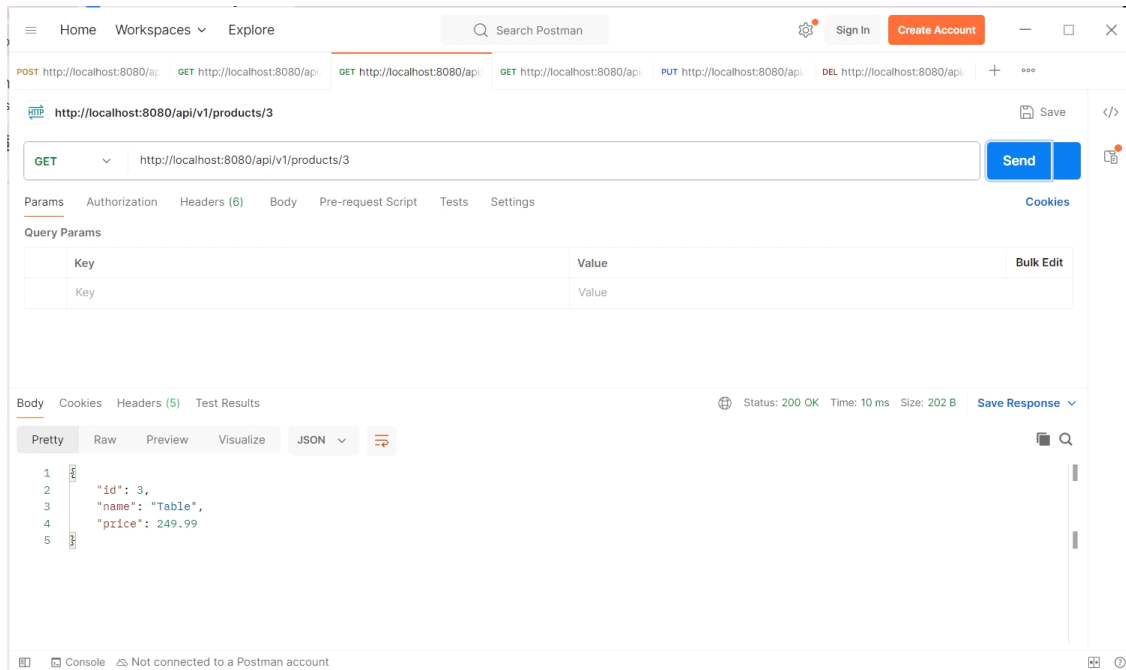 Home Workspaces Explore Search Postman Sign In Create Account
POST http://localhost:8080/ap GET http://localhost:8080/api. GET http://localhost:8080/api. GET http://localhost:8080/api. PUT http://localhost:8080/api. DEL http://localhost:8080/api
HTTP http://localhost:8080/api/v1/products/3 Save </>
GET http://localhost:8080/api/v1/products/3 Send
Params Authorization Headers (6) Body Pre-request Script Tests Settings Cookies
Query Params
Key Value Bulk Edit
Key Value
Body Cookies Headers (5) Test Results Status: 200 OK Time: 10 ms Size: 202 B Save Response
Pretty Raw Preview Visualize JSON
1 {
2 "id": 3,
3 "name": "Table",
4 "price": 249.99
5 }
Console Not connected to a Postman account